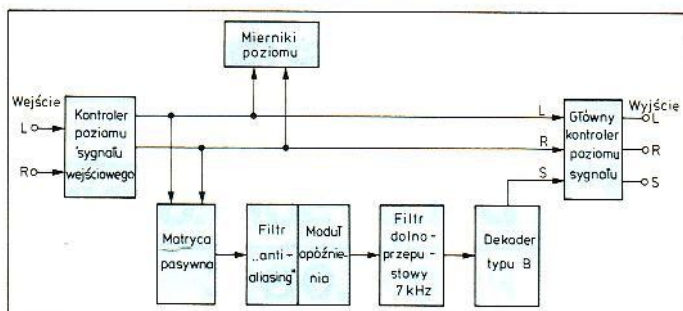 Mierniki
poziomu
Wejście
L
R
Kontroler
poziomu
"sygnału
wejściowego
L
R
S
Główny
kontroler
poziomu
sygnału
Wyjście
L
R
S
Matryca
pasywna
Filtr
„anti-
aliasing"
Moduł
opóźnie-
nia
Filtr
dolno-
przepu-
stowy
7 kHz
Dekoder
typu B